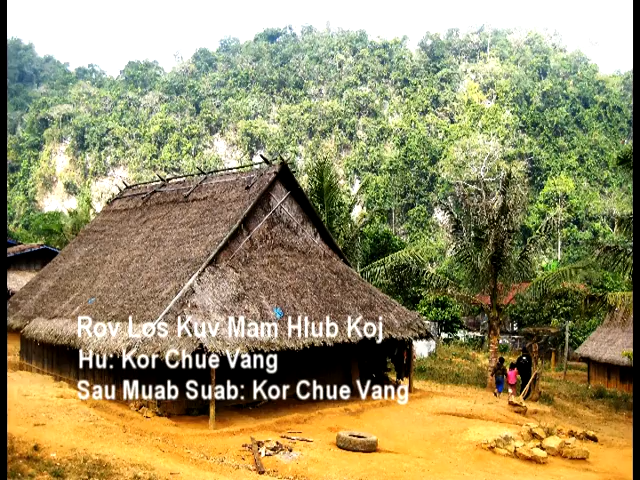 Rov Los Kuv Mam Hlub Koj
Hu: Kor Chue Vang
Sau Muab Suab: Kor Chue Vang